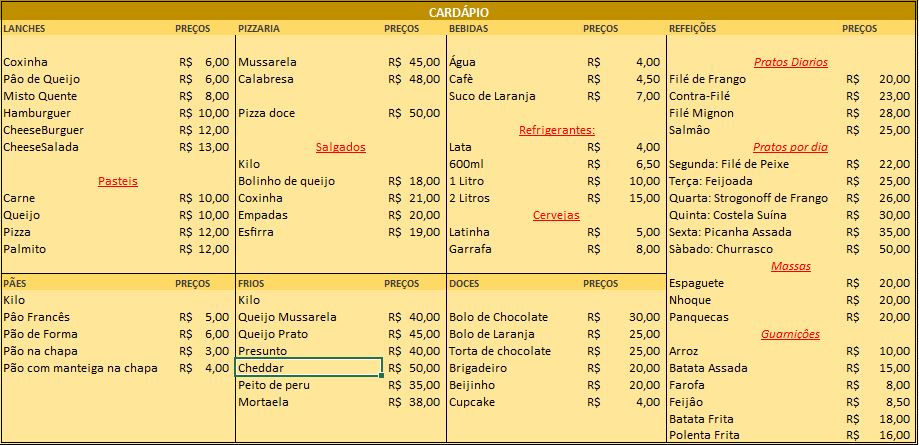 CARDÁPIO
LANCHES PREÇOS
Coxinha R$ 6,00
Pâo de Queijo R$ 6,00
Misto Quente R$ 8,00
Hamburguer R$ 10,00
CheeseBurguer R$ 12,00
CheeseSalada R$ 13,00
Pasteis
Carne R$ 10,00
Queijo R$ 10,00
Pizza R$ 12,00
Palmito R$ 12,00
PIZZARIA PREÇOS
Mussarela R$ 45,00
Calabresa R$ 48,00
Pizza doce R$ 50,00
Salgados
Kilo
Bolinho de queijo R$ 18,00
Coxinha R$ 21,00
Empadas R$ 20,00
Esfirra R$ 19,00
BEBIDAS PREÇOS
Água R$ 4,00
Cafè R$ 4,50
Suco de Laranja R$ 7,00
Refrigerantes:
Lata R$ 4,00
600ml R$ 6,50
1 Litro R$ 10,00
2 Litros R$ 15,00
Cervejas
Latinha R$ 5,00
Garrafa R$ 8,00
REFEIÇÕES PREÇOS
Pratos Diarios
Filé de Frango R$ 20,00
Contra-Filé R$ 23,00
Filé Mignon R$ 28,00
Salmâo R$ 25,00
Pratos por dia
Segunda: Filé de Peixe R$ 22,00
Terça: Feijoada R$ 25,00
Quarta: Strogonoff de Frango R$ 26,00
Quinta: Costela Suína R$ 30,00
Sexta: Picanha Assada R$ 35,00
Sàbado: Churrasco R$ 50,00
Massas
Espaguete R$ 20,00
Nhoque R$ 20,00
Panquecas R$ 20,00
Guarniçôes
Arroz R$ 10,00
Batata Assada R$ 15,00
Farofa R$ 8,00
Feijâo R$ 8,50
Batata Frita R$ 18,00
Polenta Frita R$ 16,00
PÃES PREÇOS
Kilo
Pâo Francês R$ 5,00
Pão de Forma R$ 6,00
Pão na chapa R$ 3,00
Pão com manteiga na chapa R$ 4,00
FRIOS PREÇOS
Kilo
Queijo Mussarela R$ 40,00
Queijo Prato R$ 45,00
Presunto R$ 40,00
Cheddar R$ 50,00
Peito de peru R$ 35,00
Mortaela R$ 38,00
DOCES PREÇOS
Bolo de Chocolate R$ 30,00
Bolo de Laranja R$ 25,00
Torta de chocolate R$ 25,00
Brigadeiro R$ 20,00
Beijinho R$ 20,00
Cupcake R$ 4,00